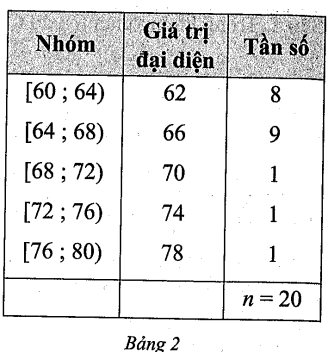 Nhóm Giá trị đại diện Tần số
[60 ; 64) 62 8
[64 ; 68) 66 9
[68 ; 72) 70 1
[72 ; 76) 74 1
[76 ; 80) 78 1
n = 20
Bảng 2